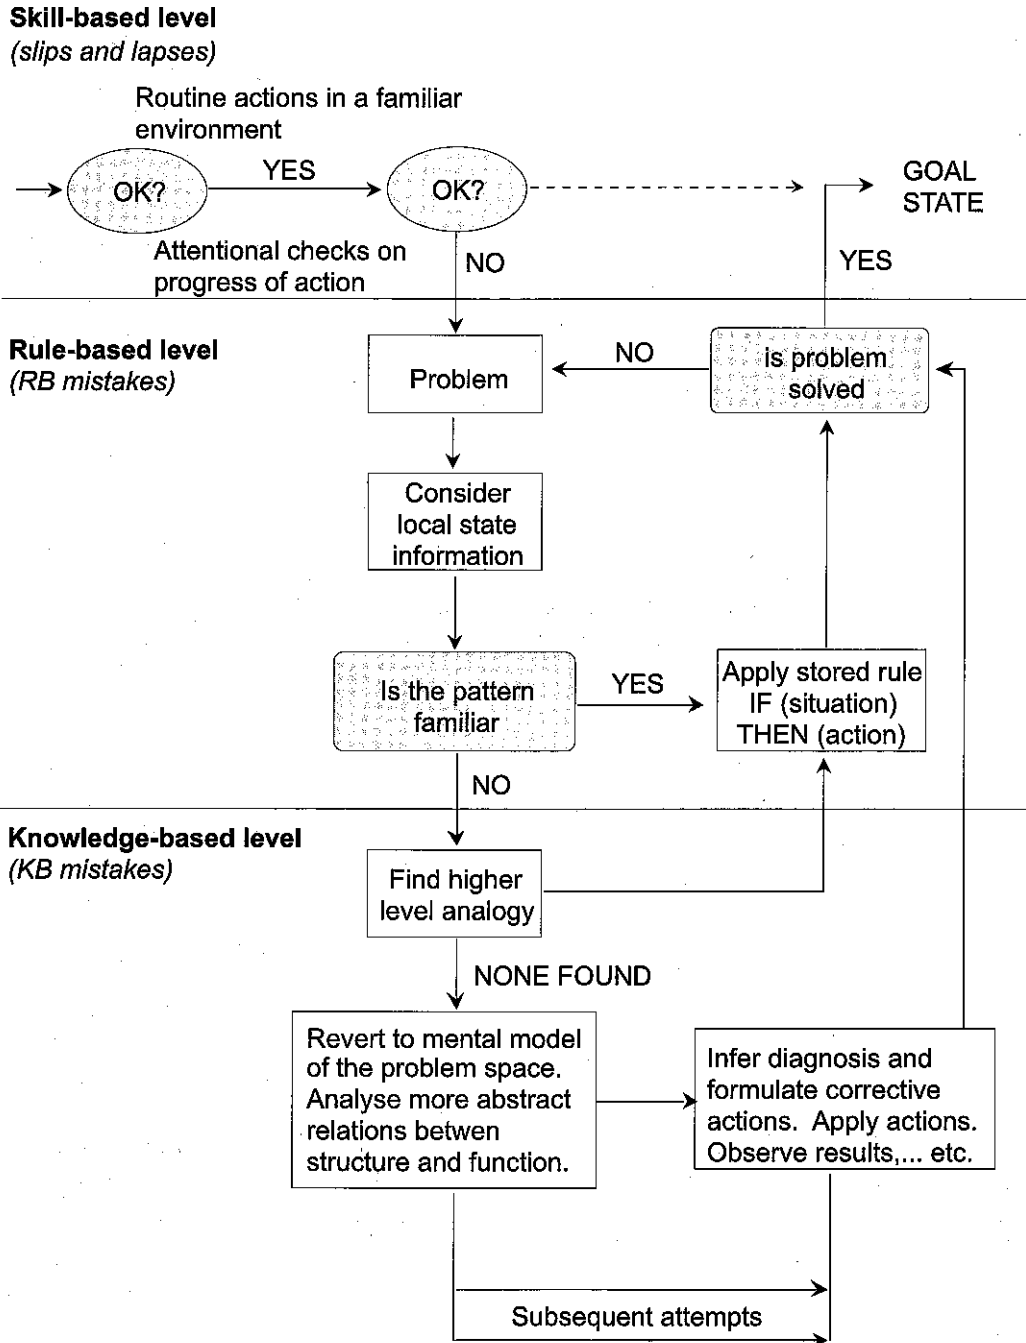 Skill-based level
(slips and lapses)
Routine actions in a familiar
environment
OK?
YES
OK?
GOAL
STATE
Attentional checks on
progress of action
NO
YES
Rule-based level
(RB mistakes)
Problem
NO
is problem
solved
Consider
local state
information
Is the pattern
familiar
YES
Apply stored rule
IF (situation)
THEN (action)
NO
Knowledge-based level
(KB mistakes)
Find higher
level analogy
NONE FOUND
Revert to mental model
of the problem space.
Analyse more abstract
relations betwen
structure and function.
Infer diagnosis and
formulate corrective
actions. Apply actions.
Observe results,... etc.
Subsequent attempts